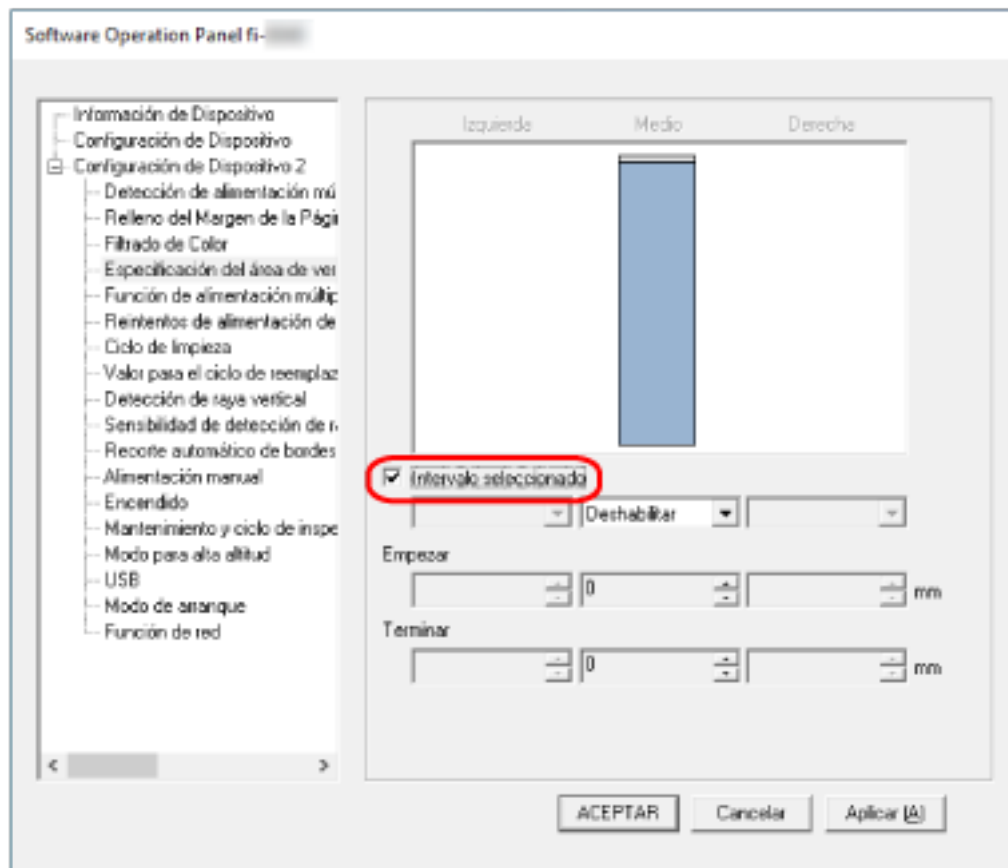 Software Operation Panel fi-
Información de Dispositivo
Configuración de Dispositivo
Configuración de Dispositivo 2
Detección de alimentación mú
Relleno del Margen de la Pági
Filtrado de Color
Especificación del área de ver
Función de alimentación múltip
Reintentos de alimentación de
Ciclo de limpieza
Valor para el ciclo de reemplaz
Detección de raya vertical
Sensibilidad de detección de r
Recorte automático de bordes
Alimentación manual
Encendido
Mantenimiento y ciclo de inspe
Modo para alta altitud
USB
Modo de arranque
Función de red
Izquierda Medio Derecha
Intervalo seleccionado
Deshabilitar
Empezar
0 mm
Terminar
0 mm
ACEPTAR Cancelar Aplicar (A)